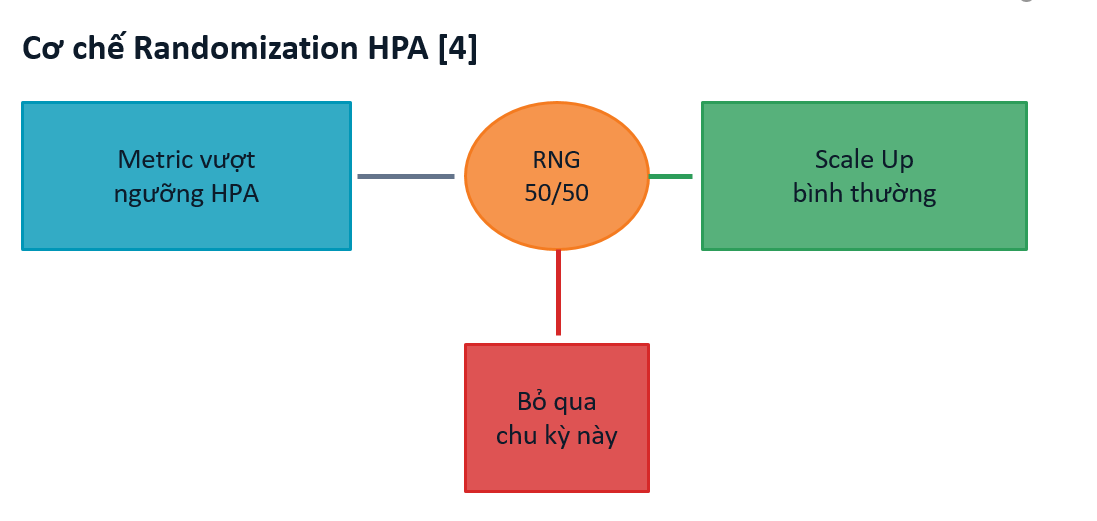 Cơ chế Randomization HPA [4]
Metric vượt
ngưỡng HPA
RNG
50/50
Scale Up
bình thường
Bỏ qua
chu kỳ này